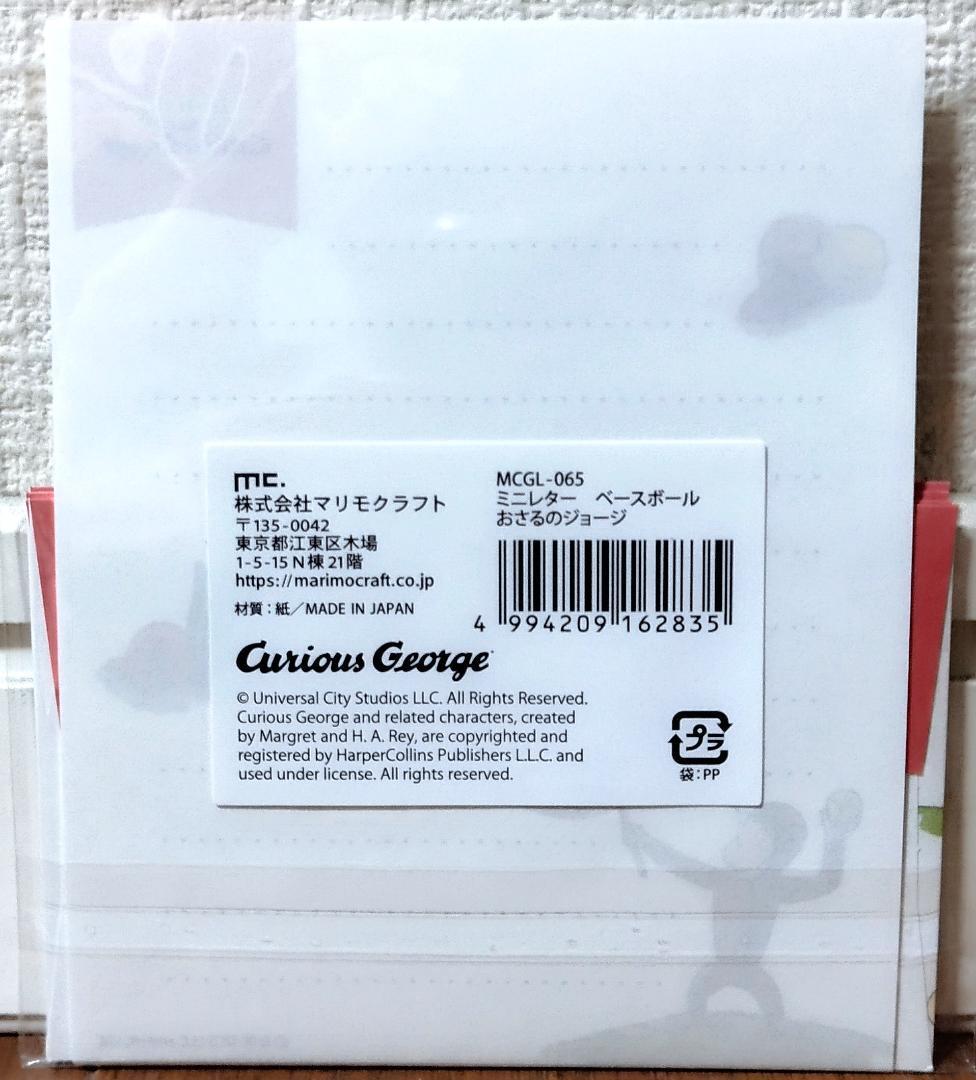 mc.
株式会社マリモクラフト
〒135-0042
東京都江東区木場
1-5-15 N棟 21階
https://marimocraft.co.jp
材質：紙／MADE IN JAPAN
MCGL-065
ミニレター　ベースボール
おさるのジョージ
4 994209 162835
Curious George
© Universal City Studios LLC. All Rights Reserved.
Curious George and related characters, created
by Margret and H. A. Rey, are copyrighted and
registered by HarperCollins Publishers L.L.C. and
used under license. All rights reserved.
プラ
袋：PP